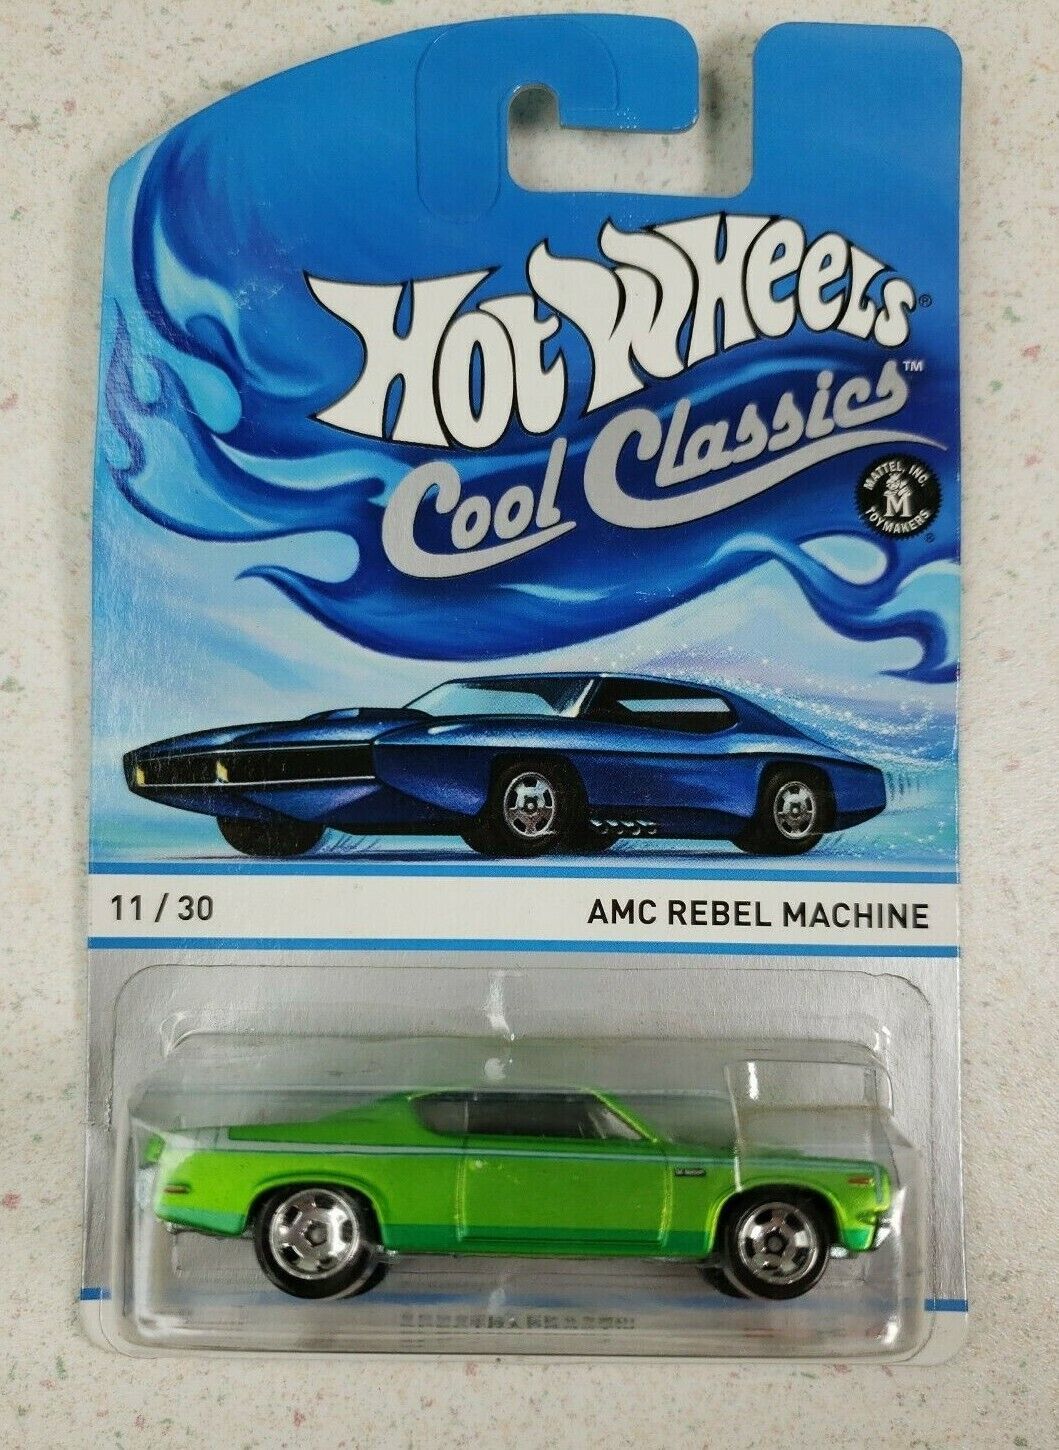 HOT WHEELS®
Cool Classics™
MATTEL, INC.
M
TOYMAKERS
®
11 / 30
AMC REBEL MACHINE